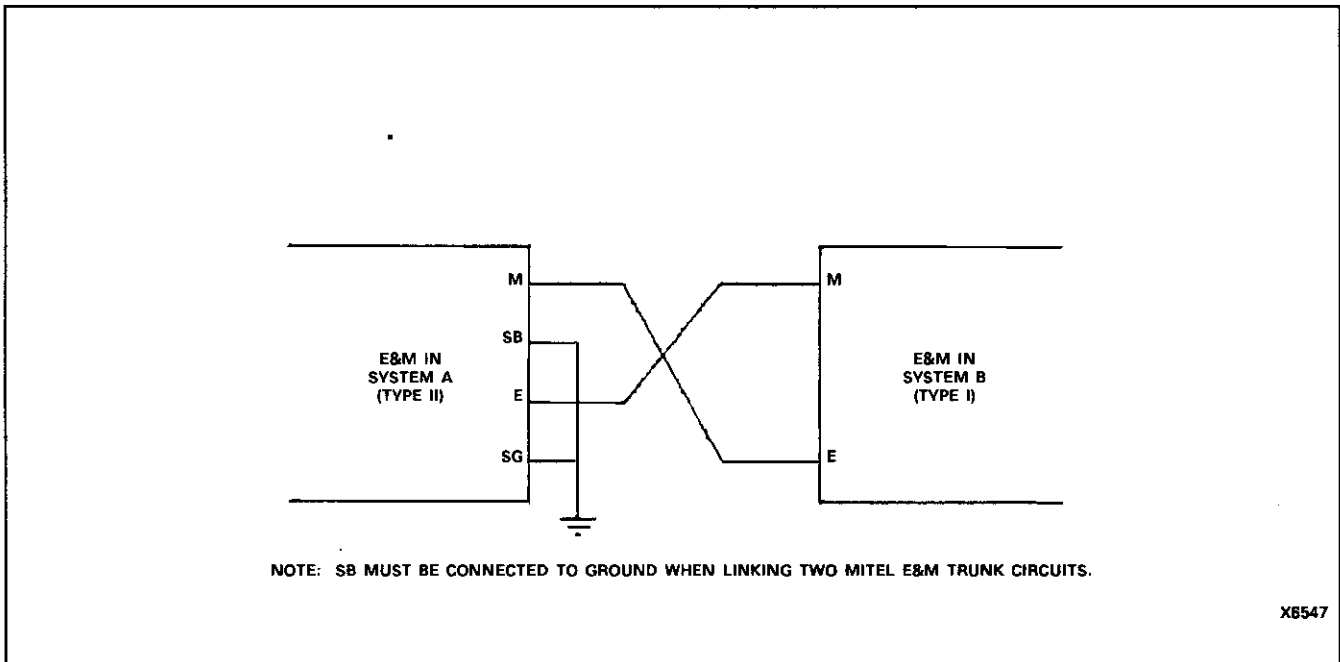 M
SB
E
SG
E&M IN
SYSTEM A
(TYPE II)
M
E
E&M IN
SYSTEM B
(TYPE I)
NOTE: SB MUST BE CONNECTED TO GROUND WHEN LINKING TWO MITEL E&M TRUNK CIRCUITS.
X6547